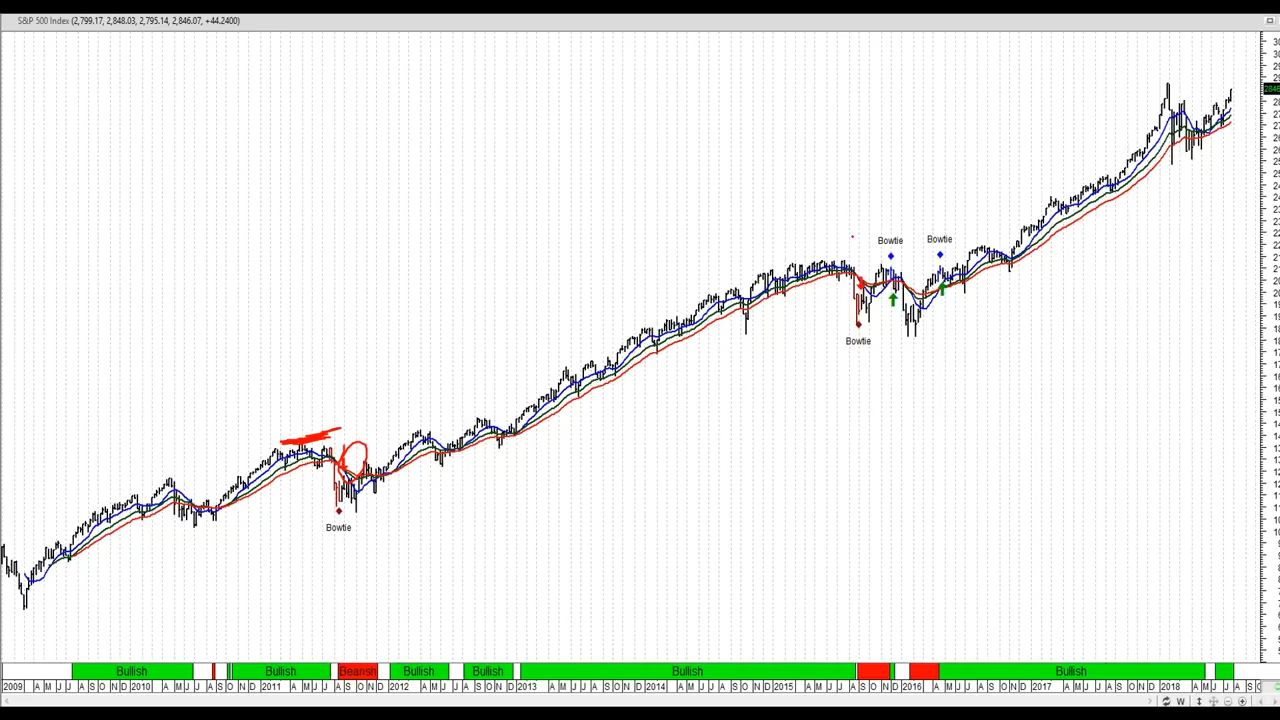 S&P 500 Index (2,799.17, 2,848.03, 2,795.14, 2,846.07, +44.2400)
Bowtie
Bowtie
Bowtie
Bowtie
Bullish
Bullish
Bearish
Bullish
Bullish
Bullish
Bullish
2009 A M J J A S O N D 2010 A M J J A S O N D 2011 A M J J A S O N D 2012 A M J J A S O N D 2013 A M J J A S O N D 2014 A M J J A S O N D 2015 A M J J A S O N D 2016 A M J J A S O N D 2017 A M J J A S O N D 2018 A M J J A S O
W